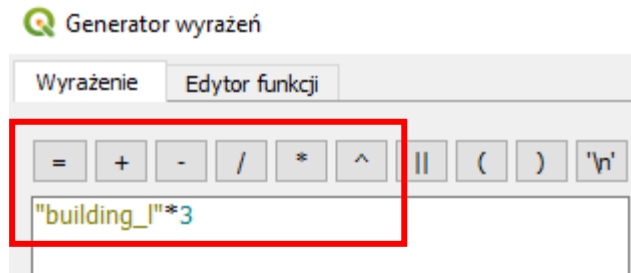 Generator wyrażeń
Wyrażenie Edytor funkcji
= + - / * ^ || ( ) '\n'
"building_l"*3